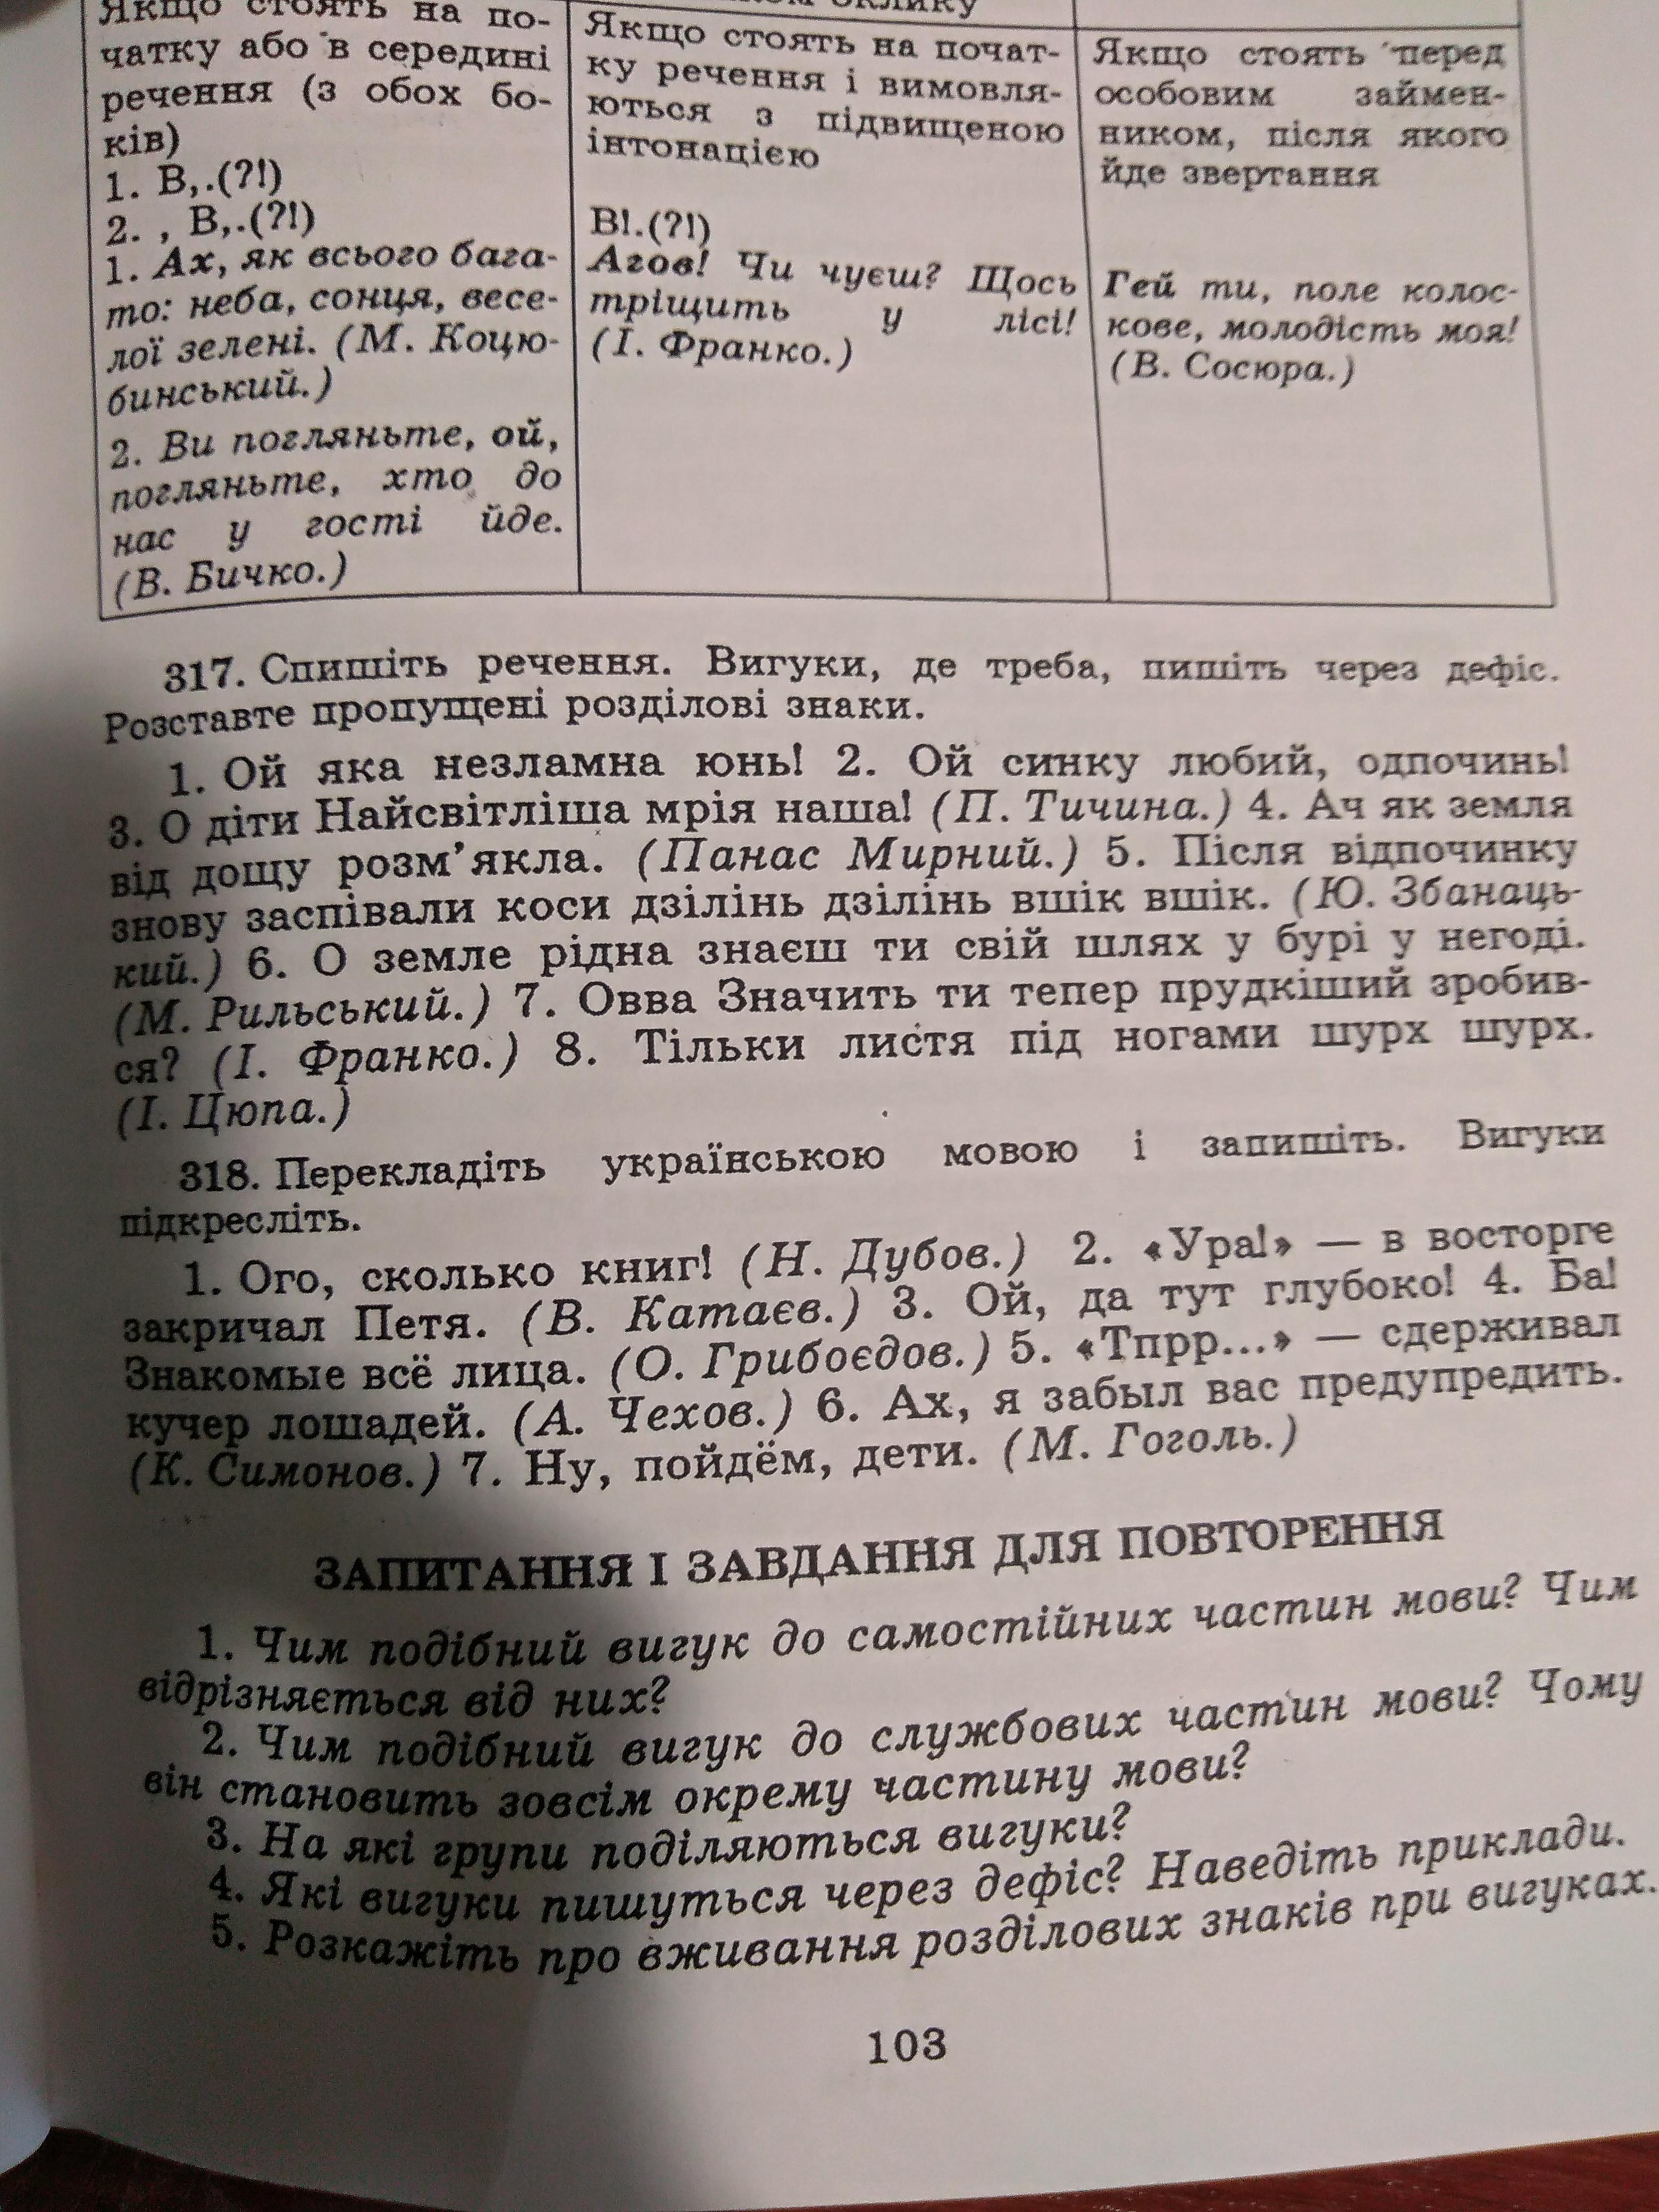 Якщо стоять на по-
чатку або в середині
речення (з обох бо-
ків)
1. В,.(?!)
2. , В,.(?!)
1. Ах, як всього бага-
то: неба, сонця, весе-
лої зелені. (М. Коцю-
бинський.)
2. Ви погляньте, ой,
погляньте, хто до
нас у гості йде.
(В. Бичко.)
оклику
Якщо стоять на почат-
ку речення і вимовля-
ються з підвищеною
інтонацією
В!.(?!)
Агов! Чи чуєш? Щось
тріщить у лісі!
(І. Франко.)
Якщо стоять перед
особовим займен-
ником, після якого
йде звертання
Гей ти, поле колос-
кове, молодість моя!
(В. Сосюра.)
317. Спишіть речення. Вигуки, де треба, пишіть через дефіс.
Розставте пропущені розділові знаки.
1. Ой яка незламна юнь! 2. Ой синку любий, одпочинь!
3. О діти Найсвітліша мрія наша! (П. Тичина.) 4. Ач як земля
від дощу розм’якла. (Панас Мирний.) 5. Після відпочинку
знову заспівали коси дзілінь дзілінь вшік вшік. (Ю. Збанаць-
кий.) 6. О земле рідна знаєш ти свій шлях у бурі у негоді.
(М. Рильський.) 7. Овва Значить ти тепер прудкіший зробив-
ся? (І. Франко.) 8. Тільки листя під ногами шурх шурх.
(І. Цюпа.)
318. Перекладіть українською мовою і запишіть. Вигуки
підкресліть.
1. Ого, сколько книг! (Н. Дубов.) 2. «Ура!» — в восторге
закричал Петя. (В. Катаєв.) 3. Ой, да тут глубоко! 4. Ба!
Знакомые всё лица. (О. Грибоєдов.) 5. «Тпрр...» — сдерживал
кучер лошадей. (А. Чехов.) 6. Ах, я забыл вас предупредить.
(К. Симонов.) 7. Ну, пойдём, дети. (М. Гоголь.)
ЗАПИТАННЯ І ЗАВДАННЯ ДЛЯ ПОВТОРЕННЯ
1. Чим подібний вигук до самостійних частин мови? Чим
відрізняється від них?
2. Чим подібний вигук до службових частин мови? Чому
він становить зовсім окрему частину мови?
3. На які групи поділяються вигуки?
4. Які вигуки пишуться через дефіс? Наведіть приклади.
5. Розкажіть про вживання розділових знаків при вигуках.
103